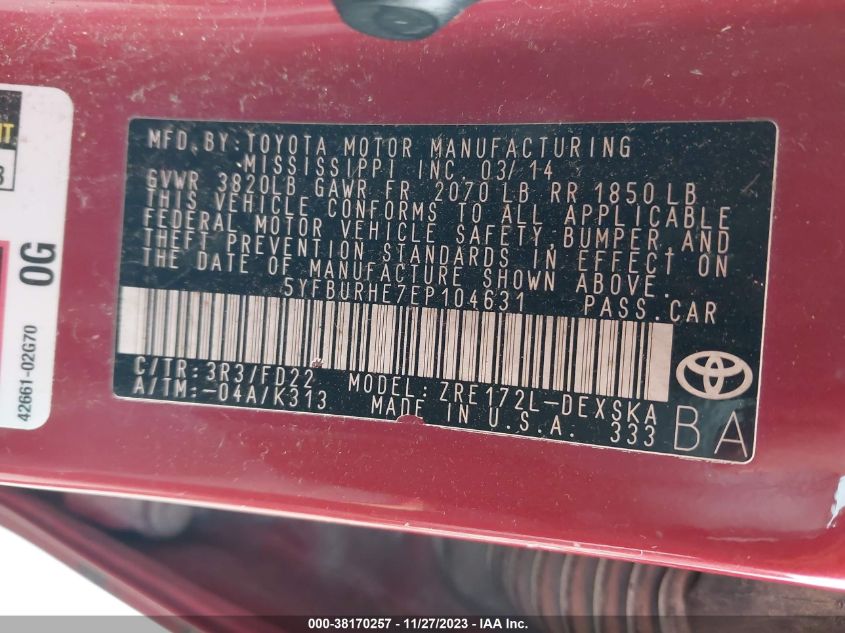 MFD. BY: TOYOTA MOTOR MANUFACTURING
MISSISSIPPI INC. 03/14
GVWR 3820LB GAWR FR 2070 LB RR 1850 LB
THIS VEHICLE CONFORMS TO ALL APPLICABLE
FEDERAL MOTOR VEHICLE SAFETY, BUMPER, AND
THEFT PREVENTION STANDARDS IN EFFECT ON
THE DATE OF MANUFACTURE SHOWN ABOVE.
5YFBURHE7EP104631 PASS.CAR
C/TR: 3R3/FD22 MODEL: ZRE172L-DEXSKA
A/TM: -04A/K313 MADE IN U.S.A. 333 BA
0G
42661-02G70
000-38170257 - 11/27/2023 - IAAI.COM